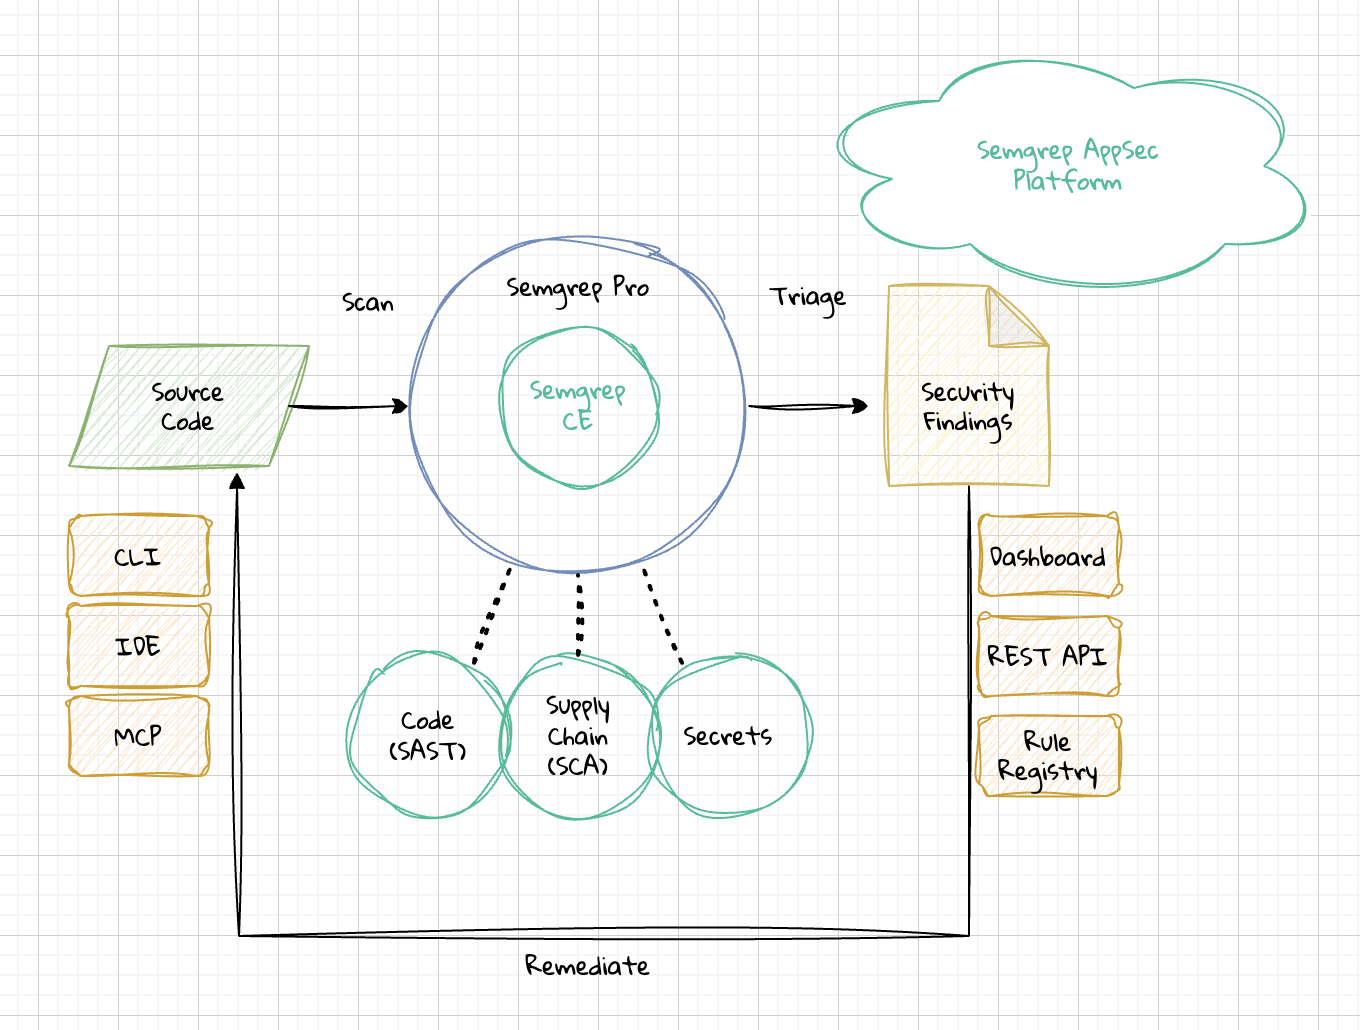 Semgrep AppSec
Platform
Semgrep Pro
Scan
Triage
Source
Code
Semgrep
CE
Security
Findings
CLI
IDE
MCP
Dashboard
REST API
Rule
Registry
Code
(SAST)
Supply
Chain
(SCA)
Secrets
Remediate